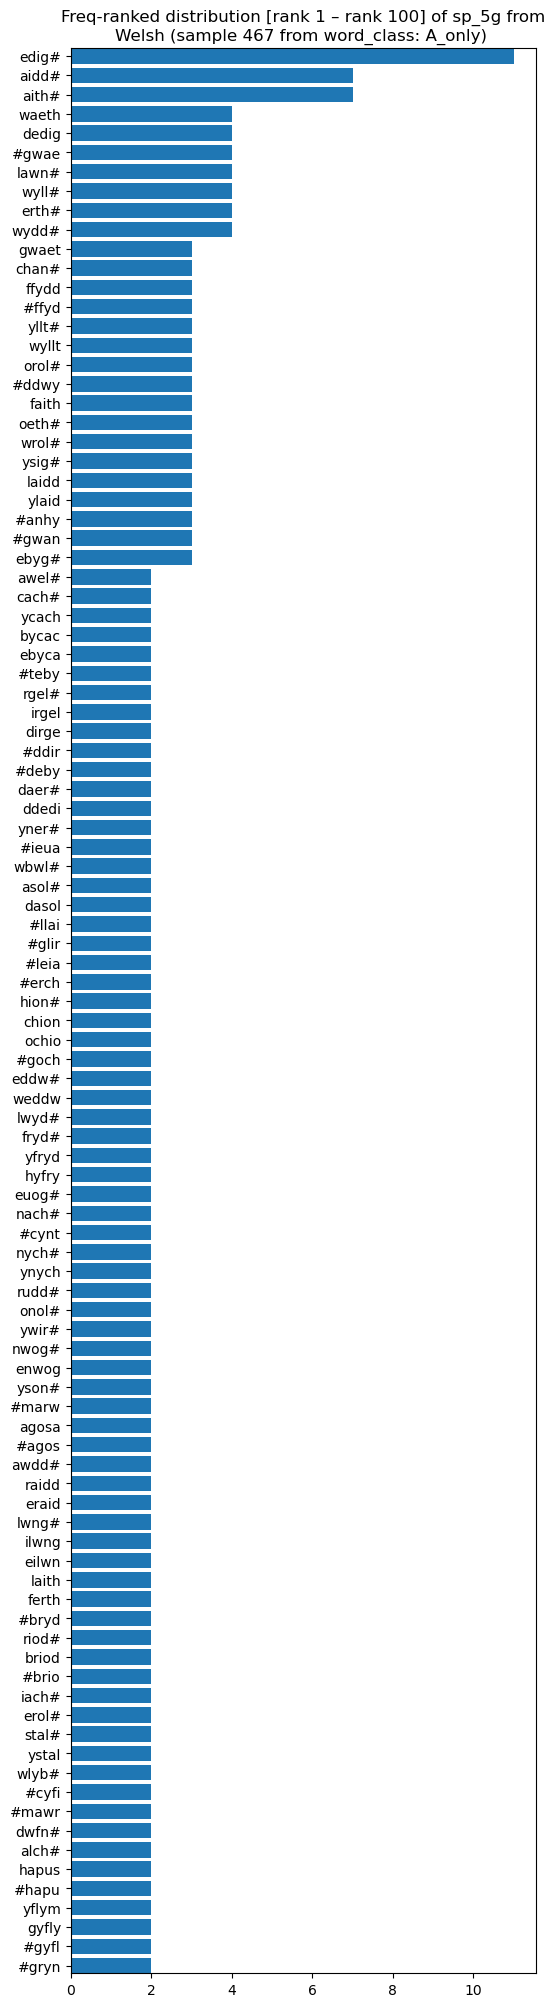 Freq-ranked distribution [rank 1 – rank 100] of sp_5g from
Welsh (sample 467 from word_class: A_only)
edig#
aidd#
aith#
waeth
dedig
#gwae
lawn#
wyll#
erth#
wydd#
gwaet
chan#
ffydd
#ffyd
yllt#
wyllt
orol#
#ddwy
faith
oeth#
wrol#
ysig#
laidd
ylaid
#anhy
#gwan
ebyg#
awel#
cach#
ycach
bycac
ebyca
#teby
rgel#
irgel
dirge
#ddir
#deby
daer#
ddedi
yner#
#ieua
wbwl#
asol#
dasol
#llai
#glir
#leia
#erch
hion#
chion
ochio
#goch
eddw#
weddw
lwyd#
fryd#
yfryd
hyfry
euog#
nach#
#cynt
nych#
ynych
rudd#
onol#
ywir#
nwog#
enwog
yson#
#marw
agosa
#agos
awdd#
raidd
eraid
lwng#
ilwng
eilwn
laith
ferth
#bryd
riod#
briod
#brio
iach#
erol#
stal#
ystal
wlyb#
#cyfi
#mawr
dwfn#
alch#
hapus
#hapu
yflym
gyfly
#gyfl
#gryn
0 2 4 6 8 10